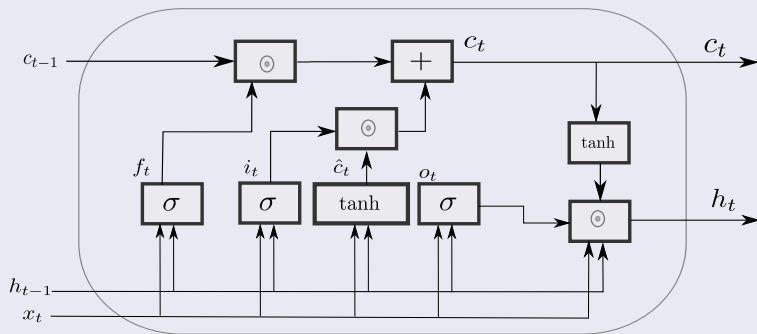 c_t
c_{t-1}
⊙
+
c_t
⊙
tanh
f_t
i_t
ĉ_t
o_t
σ
σ
tanh
σ
⊙
h_t
h_{t-1}
x_t